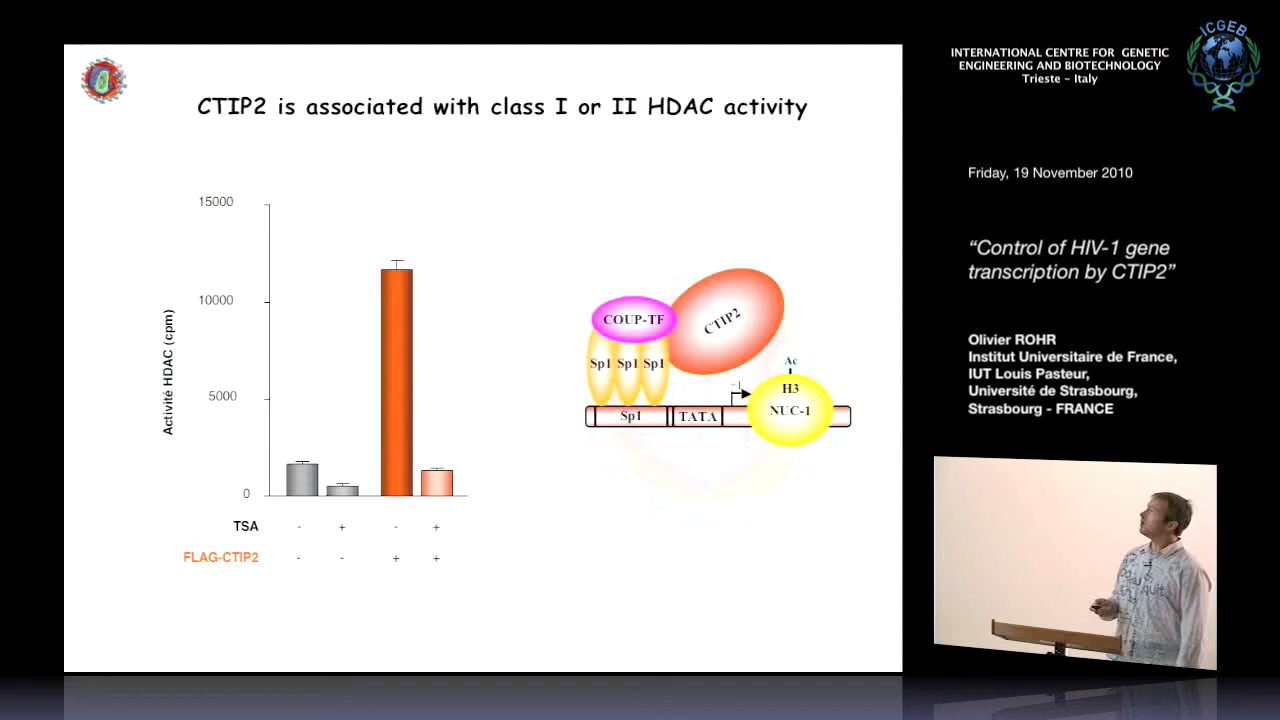 CTIP2 is associated with class I or II HDAC activity
15000
10000
5000
0
Activité HDAC (cpm)
TSA - + - +
FLAG-CTIP2 - - + +
COUP-TF
CTIP2
Sp1 Sp1 Sp1
Ac
H3
NUC-1
Sp1
TATA
INTERNATIONAL CENTRE FOR GENETIC
ENGINEERING AND BIOTECHNOLOGY
Trieste - Italy
ICGEB
Friday, 19 November 2010
“Control of HIV-1 gene
transcription by CTIP2”
Olivier ROHR
Institut Universitaire de France,
IUT Louis Pasteur,
Université de Strasbourg,
Strasbourg - FRANCE